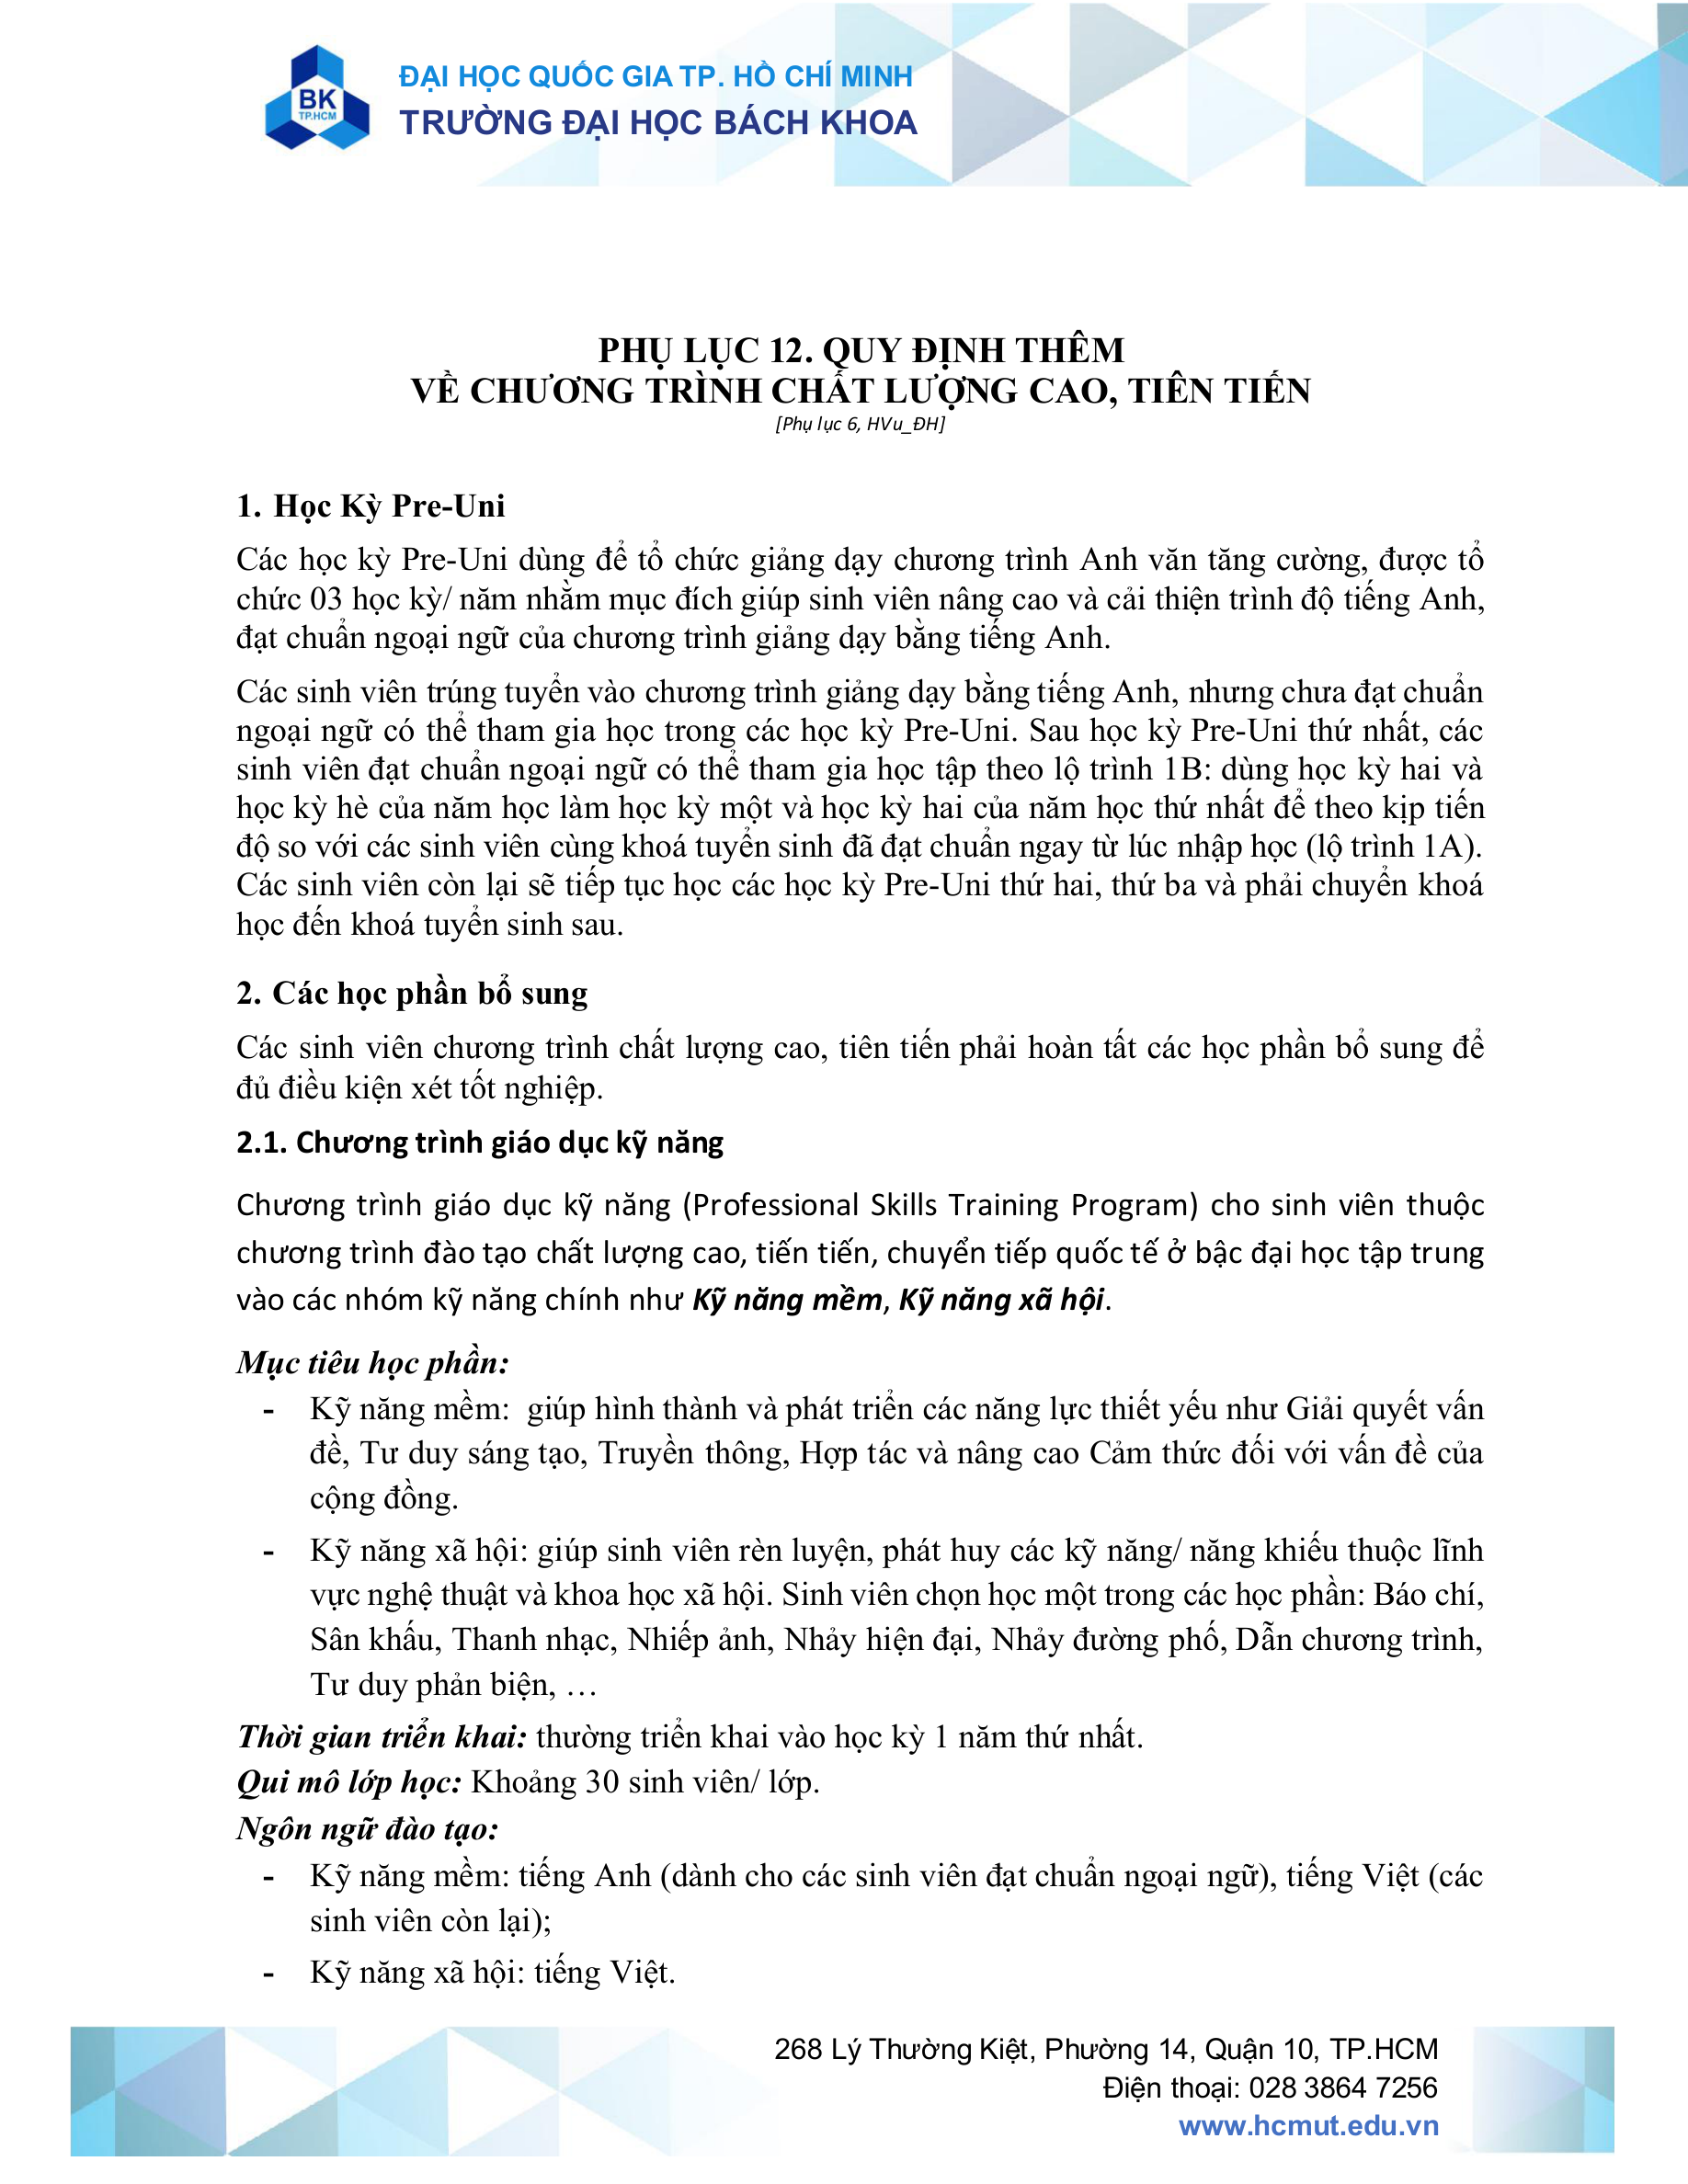 BK
TP.HCM
ĐẠI HỌC QUỐC GIA TP. HỒ CHÍ MINH
TRƯỜNG ĐẠI HỌC BÁCH KHOA
PHỤ LỤC 12. QUY ĐỊNH THÊM
VỀ CHƯƠNG TRÌNH CHẤT LƯỢNG CAO, TIÊN TIẾN
[Phụ lục 6, HVu_ĐH]
1. Học Kỳ Pre-Uni
Các học kỳ Pre-Uni dùng để tổ chức giảng dạy chương trình Anh văn tăng cường, được tổ
chức 03 học kỳ/ năm nhằm mục đích giúp sinh viên nâng cao và cải thiện trình độ tiếng Anh,
đạt chuẩn ngoại ngữ của chương trình giảng dạy bằng tiếng Anh.
Các sinh viên trúng tuyển vào chương trình giảng dạy bằng tiếng Anh, nhưng chưa đạt chuẩn
ngoại ngữ có thể tham gia học trong các học kỳ Pre-Uni. Sau học kỳ Pre-Uni thứ nhất, các
sinh viên đạt chuẩn ngoại ngữ có thể tham gia học tập theo lộ trình 1B: dùng học kỳ hai và
học kỳ hè của năm học làm học kỳ một và học kỳ hai của năm học thứ nhất để theo kịp tiến
độ so với các sinh viên cùng khoá tuyển sinh đã đạt chuẩn ngay từ lúc nhập học (lộ trình 1A).
Các sinh viên còn lại sẽ tiếp tục học các học kỳ Pre-Uni thứ hai, thứ ba và phải chuyển khoá
học đến khoá tuyển sinh sau.
2. Các học phần bổ sung
Các sinh viên chương trình chất lượng cao, tiên tiến phải hoàn tất các học phần bổ sung để
đủ điều kiện xét tốt nghiệp.
2.1. Chương trình giáo dục kỹ năng
Chương trình giáo dục kỹ năng (Professional Skills Training Program) cho sinh viên thuộc
chương trình đào tạo chất lượng cao, tiến tiến, chuyển tiếp quốc tế ở bậc đại học tập trung
vào các nhóm kỹ năng chính như Kỹ năng mềm, Kỹ năng xã hội.
Mục tiêu học phần:
- Kỹ năng mềm: giúp hình thành và phát triển các năng lực thiết yếu như Giải quyết vấn
đề, Tư duy sáng tạo, Truyền thông, Hợp tác và nâng cao Cảm thức đối với vấn đề của
cộng đồng.
- Kỹ năng xã hội: giúp sinh viên rèn luyện, phát huy các kỹ năng/ năng khiếu thuộc lĩnh
vực nghệ thuật và khoa học xã hội. Sinh viên chọn học một trong các học phần: Báo chí,
Sân khấu, Thanh nhạc, Nhiếp ảnh, Nhảy hiện đại, Nhảy đường phố, Dẫn chương trình,
Tư duy phản biện, …
Thời gian triển khai: thường triển khai vào học kỳ 1 năm thứ nhất.
Qui mô lớp học: Khoảng 30 sinh viên/ lớp.
Ngôn ngữ đào tạo:
- Kỹ năng mềm: tiếng Anh (dành cho các sinh viên đạt chuẩn ngoại ngữ), tiếng Việt (các
sinh viên còn lại);
- Kỹ năng xã hội: tiếng Việt.
268 Lý Thường Kiệt, Phường 14, Quận 10, TP.HCM
Điện thoại: 028 3864 7256
www.hcmut.edu.vn